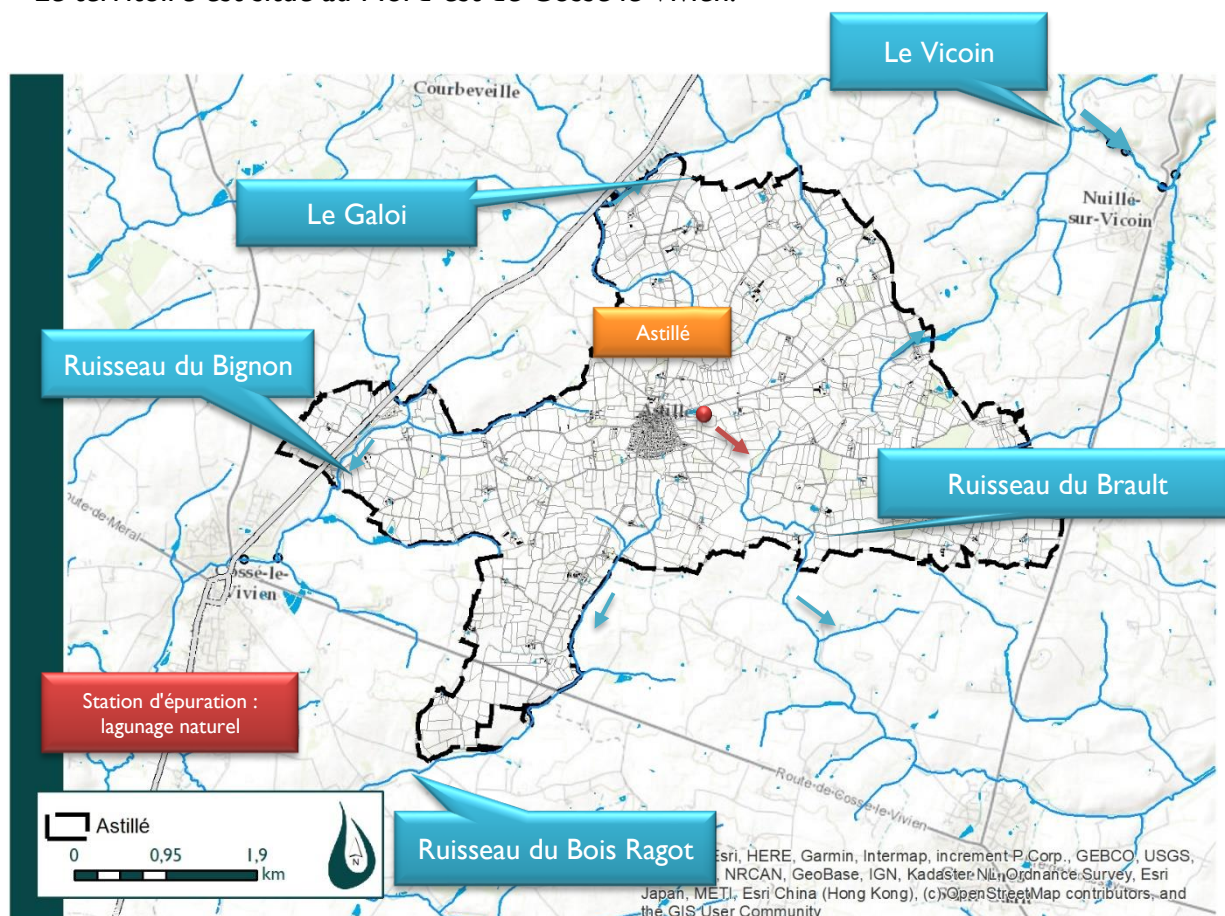 Le Vicoin
Courbeveille
Le Galoi
Nuillé-
sur-Vicoin
Astillé
Ruisseau du Bignon
Astillé
Ruisseau du Brault
Route-de-Meral
Cossé-le-
Vivien
Station d'épuration :
lagunage naturel
Route-de-Cosse-le-Vivien
Astillé
0 0,95 1,9
km
N
Ruisseau du Bois Ragot
Esri, HERE, Garmin, Intermap, increment P Corp., GEBCO, USGS,
NRCAN, GeoBase, IGN, Kadaster NL, Ordnance Survey, Esri
Japan, METI, Esri China (Hong Kong), (c) OpenStreetMap contributors, and
the GIS User Community